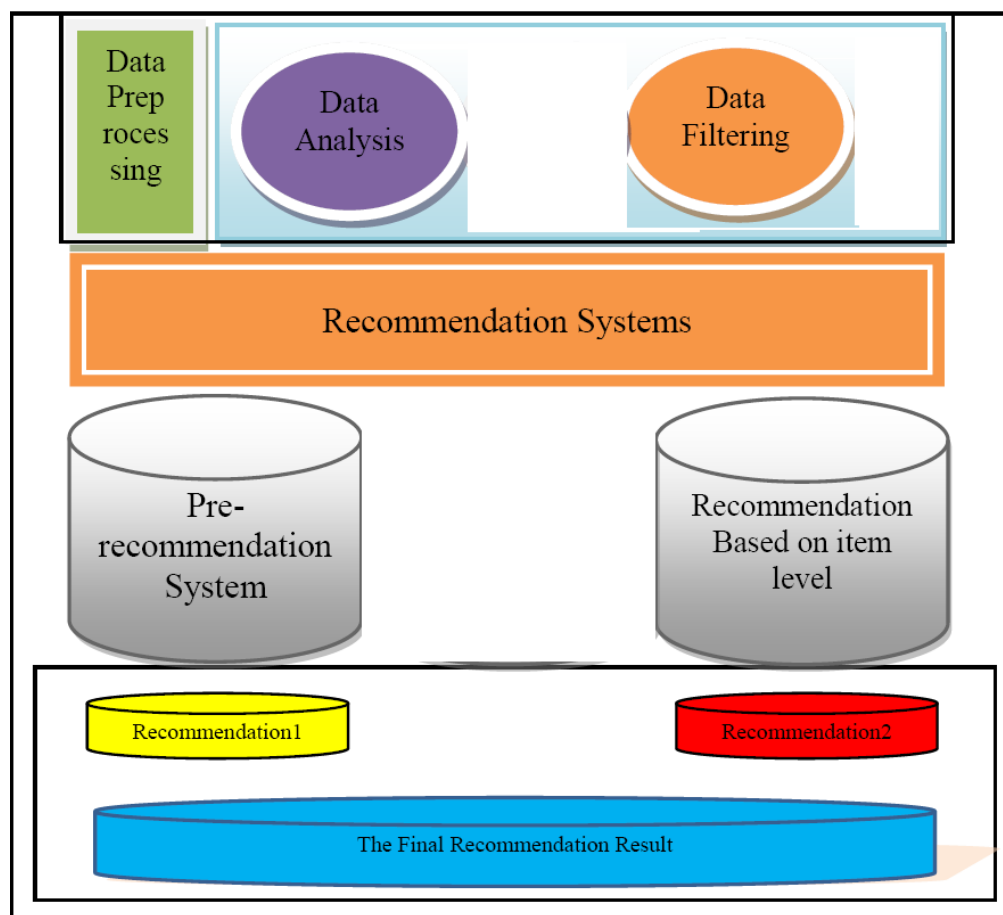 Data
Prep
roces
sing
Data
Analysis
Data
Filtering
Recommendation Systems
Pre-
recommendation
System
Recommendation
Based on item
level
Recommendation1
Recommendation2
The Final Recommendation Result